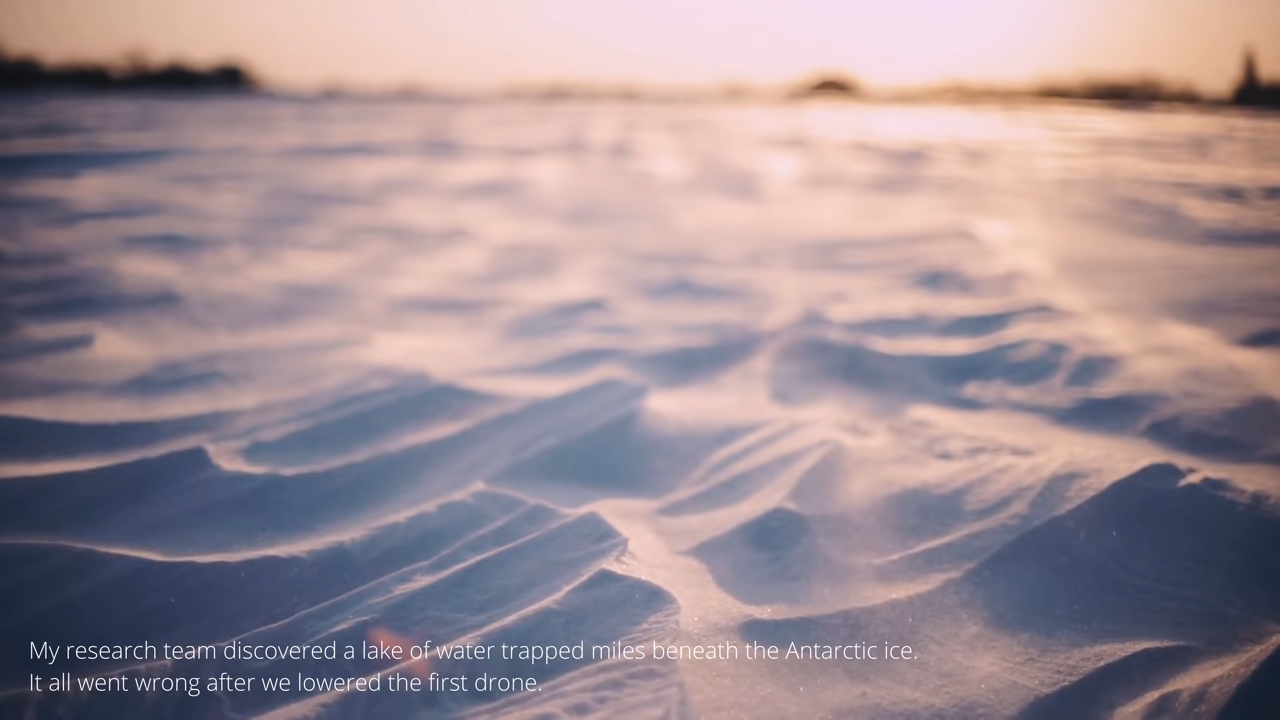 My research team discovered a lake of water trapped miles beneath the Antarctic ice.
It all went wrong after we lowered the first drone.